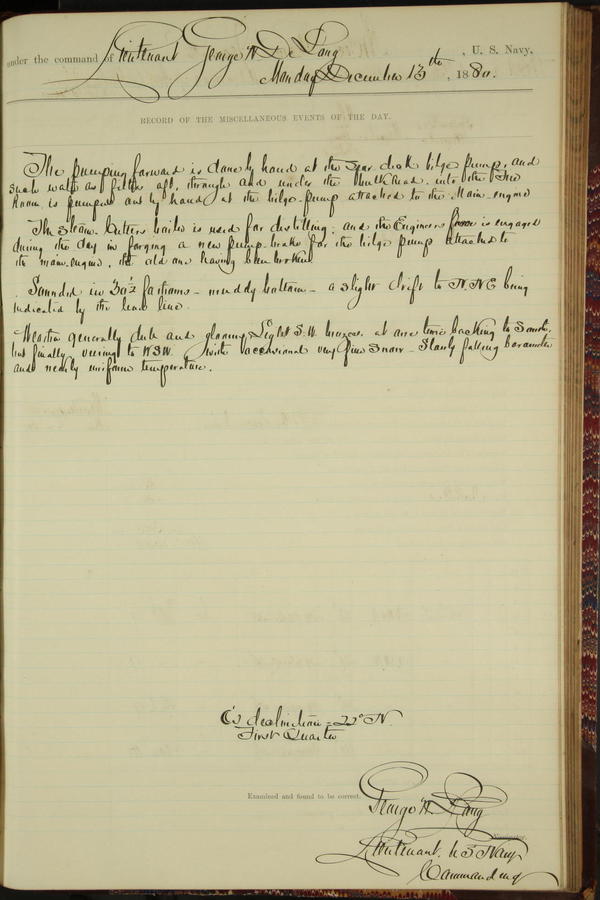 under the command of Lieutenant George W. De Long, U. S. Navy.
Monday December 13th, 1880.
RECORD OF THE MISCELLANEOUS EVENTS OF THE DAY.
The pumping forward is done by hand at the spar deck bilge pump, and
such water as filters aft, through and under the bulkhead, into the Fire
Room is pumped out by hand at the bilge-pump attached to the Main engine
The Steam Cutters boiler is used for distilling, and the Engineers force is engaged
during the day in forging a new pump-brake for the bilge pump attached to
the main engine, the old one having been broken
Sounded in 30½ fathoms - muddy bottom - a slight drift to N.NE being
indicated by the lead line.
Weather generally dull and gloomy. Light S.W. breezes at one time backing to South,
but finally veering to WSW. with occasional very fine snow - Slowly falling barometer
and nearly uniform temperature.
☾'s declination = 22° N
First Quarter
Examined and found to be correct.
George W. De Long
Lieutenant. U S Navy
Commanding